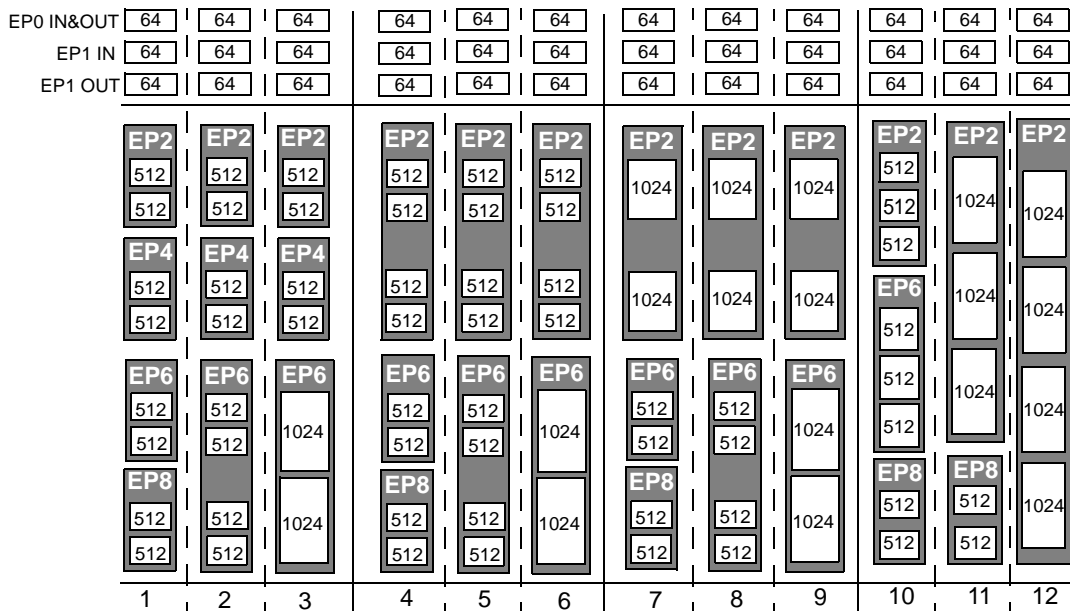 EP0 IN&OUT 64 64 64 64 64 64 64 64 64 64 64 64
EP1 IN 64 64 64 64 64 64 64 64 64 64 64 64
EP1 OUT 64 64 64 64 64 64 64 64 64 64 64 64
EP2 EP2 EP2 EP2 EP2 EP2 EP2 EP2 EP2 EP2 EP2 EP2
512 512 512 512 512 512 1024 1024 1024 512 1024 1024
512 512 512 512 512 512 512
EP4 EP4 EP4 512
512 512 512 512 512 512 1024 1024 1024 EP6 1024 1024
512 512 512 512 512 512 512
EP6 EP6 EP6 EP6 EP6 EP6 EP6 EP6 EP6 512 1024 1024
512 512 1024 512 512 1024 512 512 1024 512
512 512 512 512 512 512
EP8 EP8 EP8 EP8 EP8
512 512 1024 512 512 1024 512 512 1024 512 512 1024
512 512 512 512 512 512 512 512
1 2 3 4 5 6 7 8 9 10 11 12